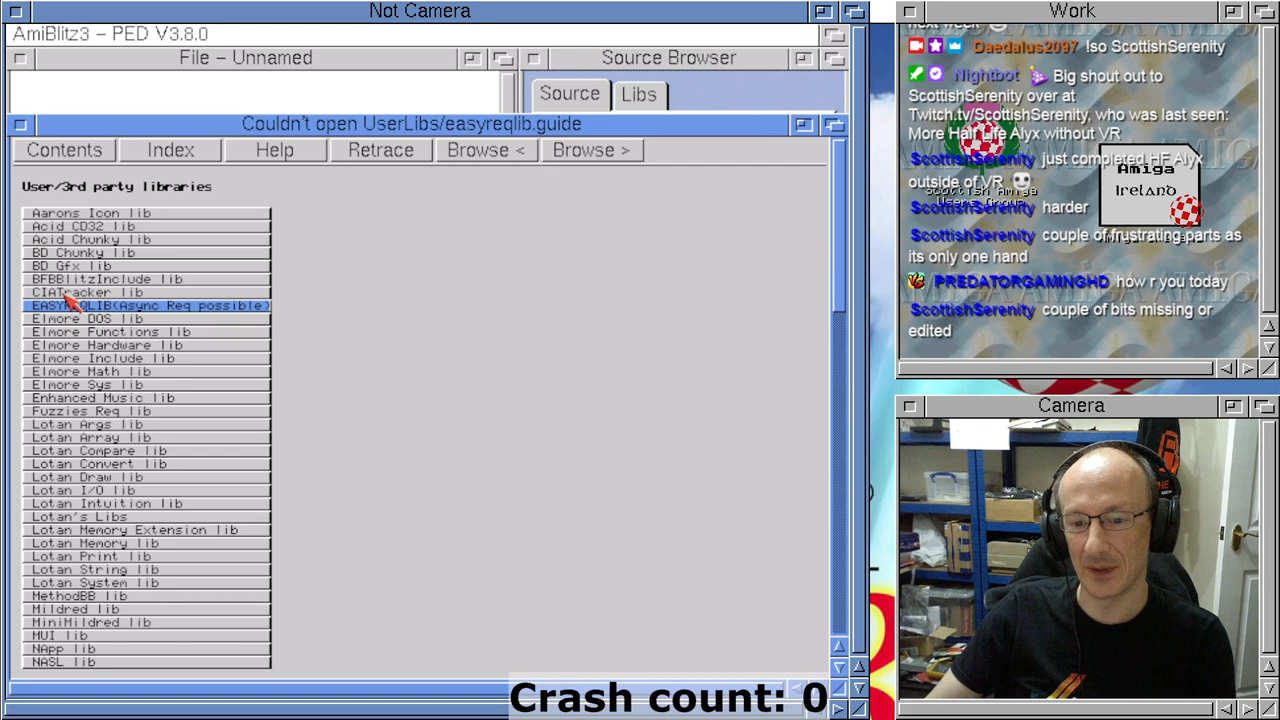 Not Camera
AmiBlitz3 – PED V3.8.0
File – Unnamed
Source Browser
Source
Libs
Couldn't open UserLibs/easyreqlib.guide
Contents
Index
Help
Retrace
Browse <
Browse >
User/3rd party libraries
Aarons Icon lib
Acid CD32 lib
Acid Chunky lib
BD Chunky lib
BD Gfx lib
BFBBlitzInclude lib
CIATracker lib
EASYREQLIB(Async Req possible)
Elmore DOS lib
Elmore Functions lib
Elmore Hardware lib
Elmore Include lib
Elmore Math lib
Elmore Sys lib
Enhanced Music lib
Fuzzies Req lib
Lotan Args lib
Lotan Array lib
Lotan Compare lib
Lotan Convert lib
Lotan Draw lib
Lotan I/O lib
Lotan Intuition lib
Lotan's Libs
Lotan Memory Extension lib
Lotan Memory lib
Lotan Print lib
Lotan String lib
Lotan System lib
MethodBB lib
Mildred lib
MiniMildred lib
MUI lib
NApp lib
NASL lib
Crash count: 0
Work
next week
Daedalus2097 !so ScottishSerenity
Nightbot Big shout out to
ScottishSerenity over at
Twitch.tv/ScottishSerenity, who was last seen:
More Half Life Alyx without VR
ScottishSerenity just completed HF Alyx
outside of VR
ScottishSerenity harder
ScottishSerenity couple of frustrating parts as
its only one hand
PREDATORGAMINGHD how r you today
ScottishSerenity couple of bits missing or
edited
Scottish Amiga
Users Group
Amiga
Ireland
Camera